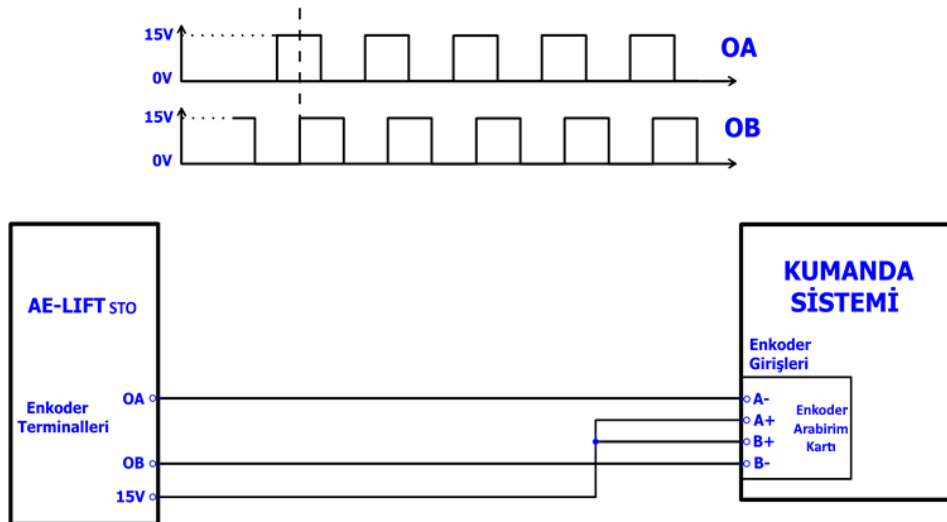 15V
OA
0V
15V
OB
0V
AE-LIFT STO
Enkoder
Terminalleri
OA
OB
15V
KUMANDA
SİSTEMİ
Enkoder
Girişleri
A-
A+
B+
B-
Enkoder
Arabirim
Kartı